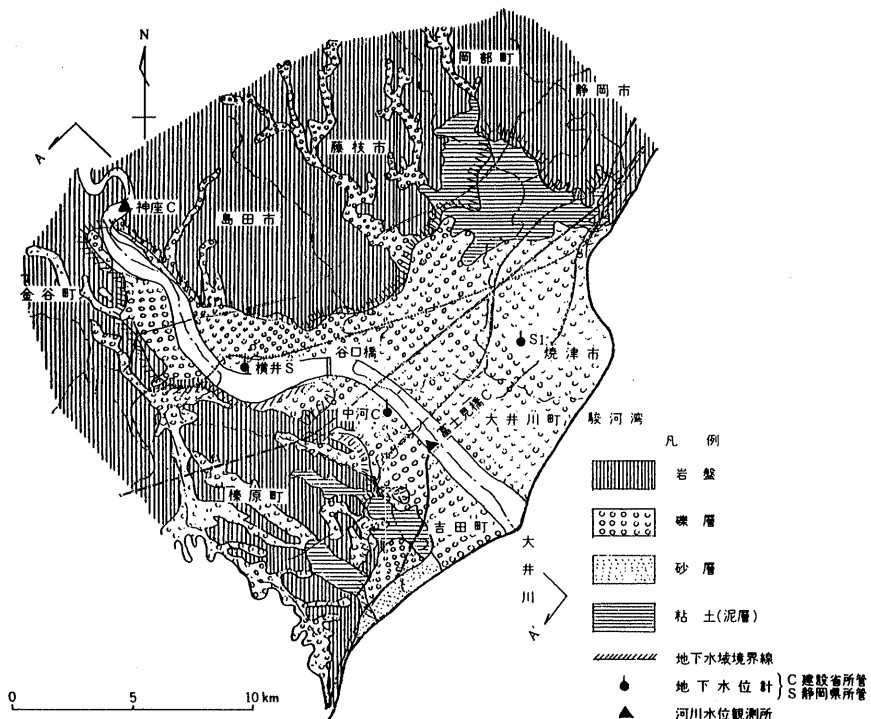 N
岡部町
静岡市
藤枝市
A
神座C
島田市
金谷町
S1
谷口橋
横井S
焼津市
中河C
富士見橋C
大井川町
駿河湾
榛原町
吉田町
大井川
A'
凡例
岩盤
礫層
砂層
粘土(泥層)
地下水域境界線
地下水位計 C 建設省所管
S 静岡県所管
河川水位観測所
0 5 10km